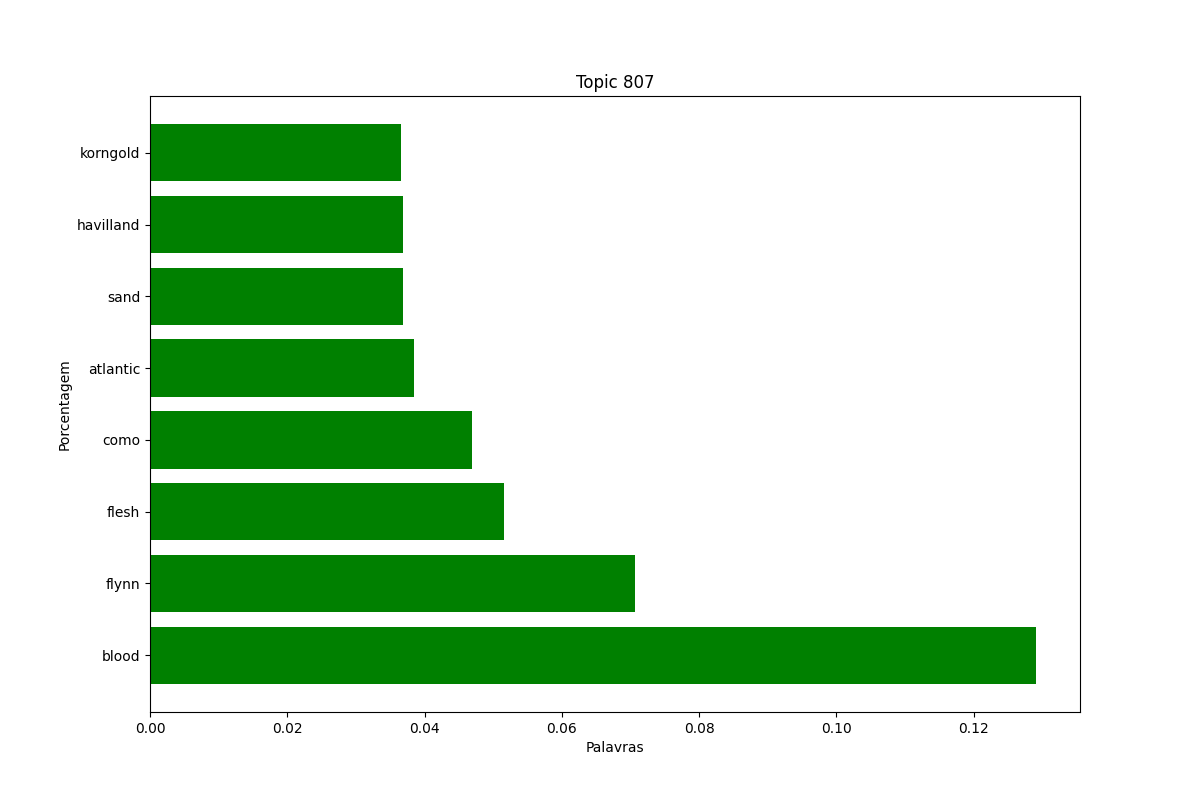 Topic 807
korngold
havilland
sand
atlantic
como
flesh
flynn
blood
Porcentagem
0.00 0.02 0.04 0.06 0.08 0.10 0.12
Palavras